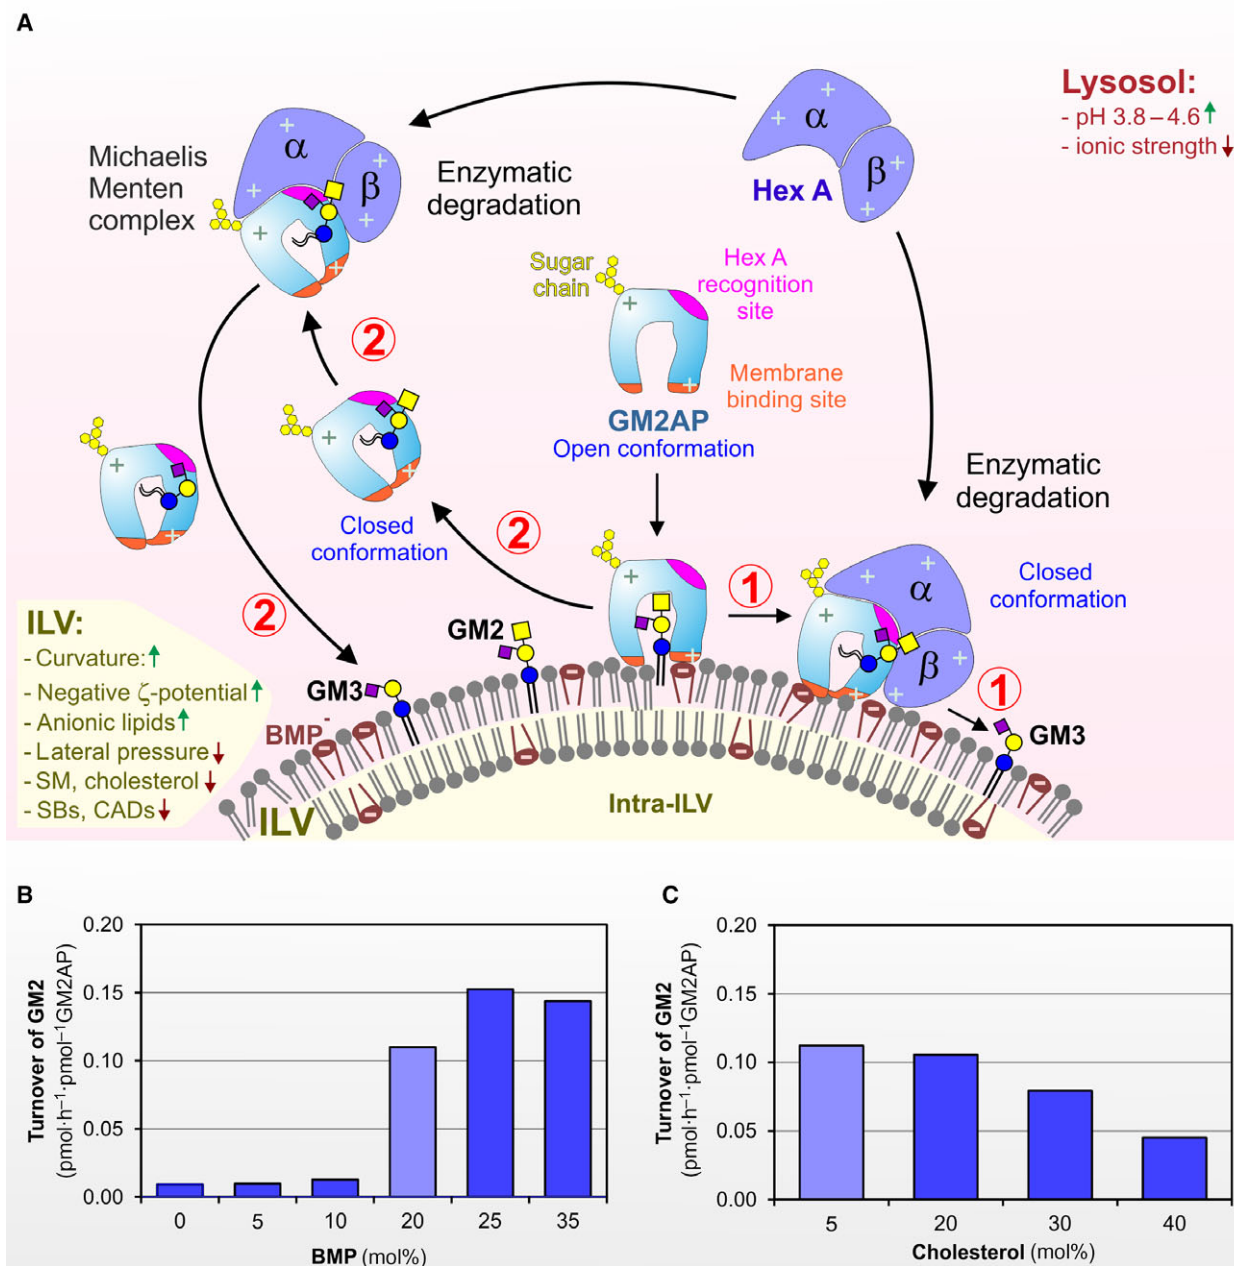 A
Lysosol:
- pH 3.8 – 4.6
- ionic strength
α
β
Hex A
α
β
Michaelis
Menten
complex
Enzymatic
degradation
Sugar
chain
Hex A
recognition
site
Membrane
binding site
GM2AP
Open conformation
2
Closed
conformation
2
Enzymatic
degradation
1
α
β
Closed
conformation
2
GM2
GM3
1
GM3
ILV:
- Curvature:
- Negative ζ-potential
- Anionic lipids
- Lateral pressure
- SM, cholesterol
- SBs, CADs
BMP⁻
ILV
Intra-ILV
B
Turnover of GM2
(pmol·h⁻¹·pmol⁻¹GM2AP)
0.20
0.15
0.10
0.05
0.00
0 5 10 20 25 35
BMP (mol%)
C
Turnover of GM2
(pmol·h⁻¹·pmol⁻¹GM2AP)
0.20
0.15
0.10
0.05
0.00
5 20 30 40
Cholesterol (mol%)